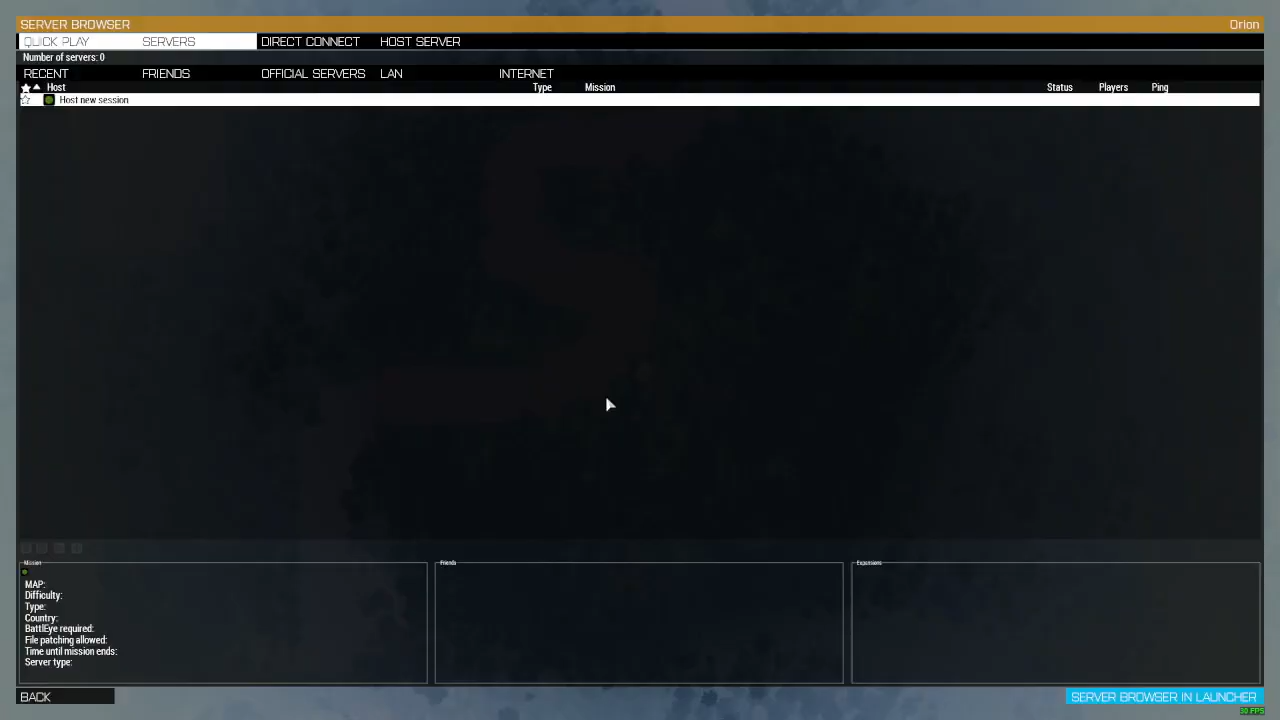 SERVER BROWSER Orion
QUICK PLAY SERVERS DIRECT CONNECT HOST SERVER
Number of servers: 0
RECENT FRIENDS OFFICIAL SERVERS LAN INTERNET
Host Type Mission Status Players Ping
Host new session
Mission Friends Expansions
MAP:
Difficulty:
Type:
Country:
BattlEye required:
File patching allowed:
Time until mission ends:
Server type:
BACK SERVER BROWSER IN LAUNCHER
30 FPS